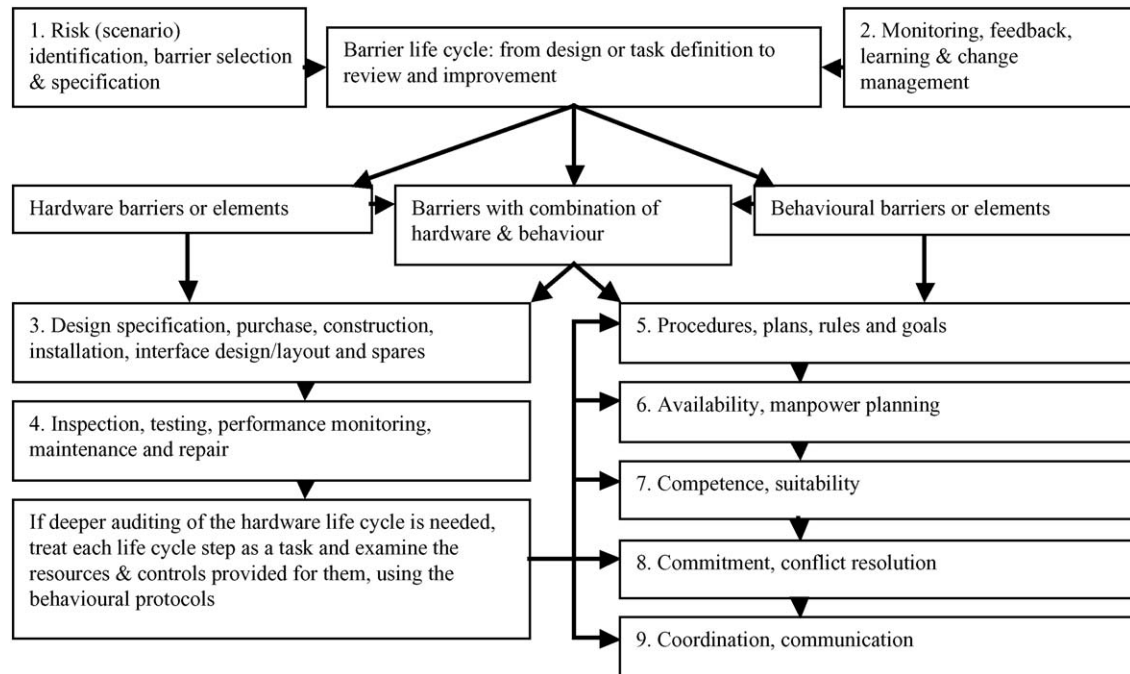 1. Risk (scenario)
identification, barrier selection
& specification
Barrier life cycle: from design or task definition to
review and improvement
2. Monitoring, feedback,
learning & change
management
Hardware barriers or elements
Barriers with combination of
hardware & behaviour
Behavioural barriers or elements
3. Design specification, purchase, construction,
installation, interface design/layout and spares
4. Inspection, testing, performance monitoring,
maintenance and repair
If deeper auditing of the hardware life cycle is needed,
treat each life cycle step as a task and examine the
resources & controls provided for them, using the
behavioural protocols
5. Procedures, plans, rules and goals
6. Availability, manpower planning
7. Competence, suitability
8. Commitment, conflict resolution
9. Coordination, communication